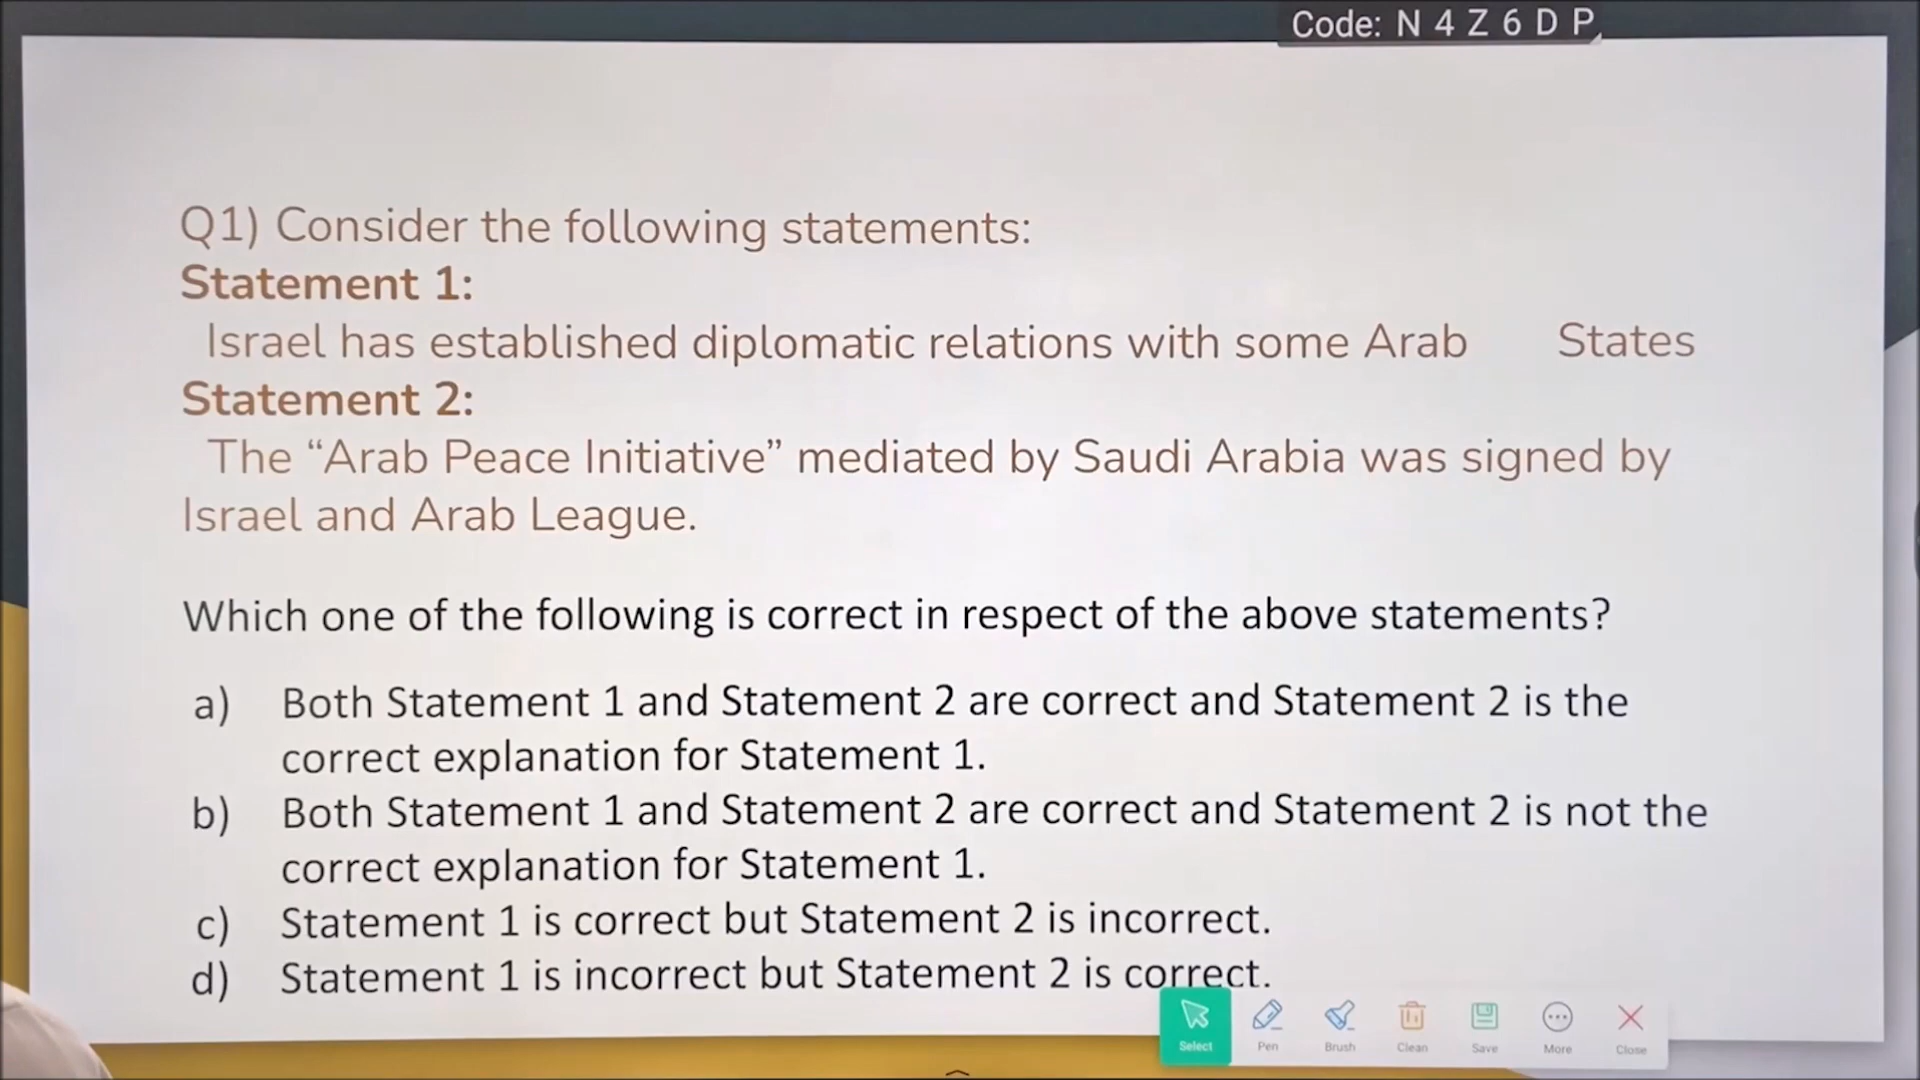 Code: N 4 Z 6 D P
Q1) Consider the following statements:
Statement 1:
Israel has established diplomatic relations with some Arab States
Statement 2:
The “Arab Peace Initiative” mediated by Saudi Arabia was signed by
Israel and Arab League.
Which one of the following is correct in respect of the above statements?
a) Both Statement 1 and Statement 2 are correct and Statement 2 is the
correct explanation for Statement 1.
b) Both Statement 1 and Statement 2 are correct and Statement 2 is not the
correct explanation for Statement 1.
c) Statement 1 is correct but Statement 2 is incorrect.
d) Statement 1 is incorrect but Statement 2 is correct.
Select Pen Brush Clean Save More Close